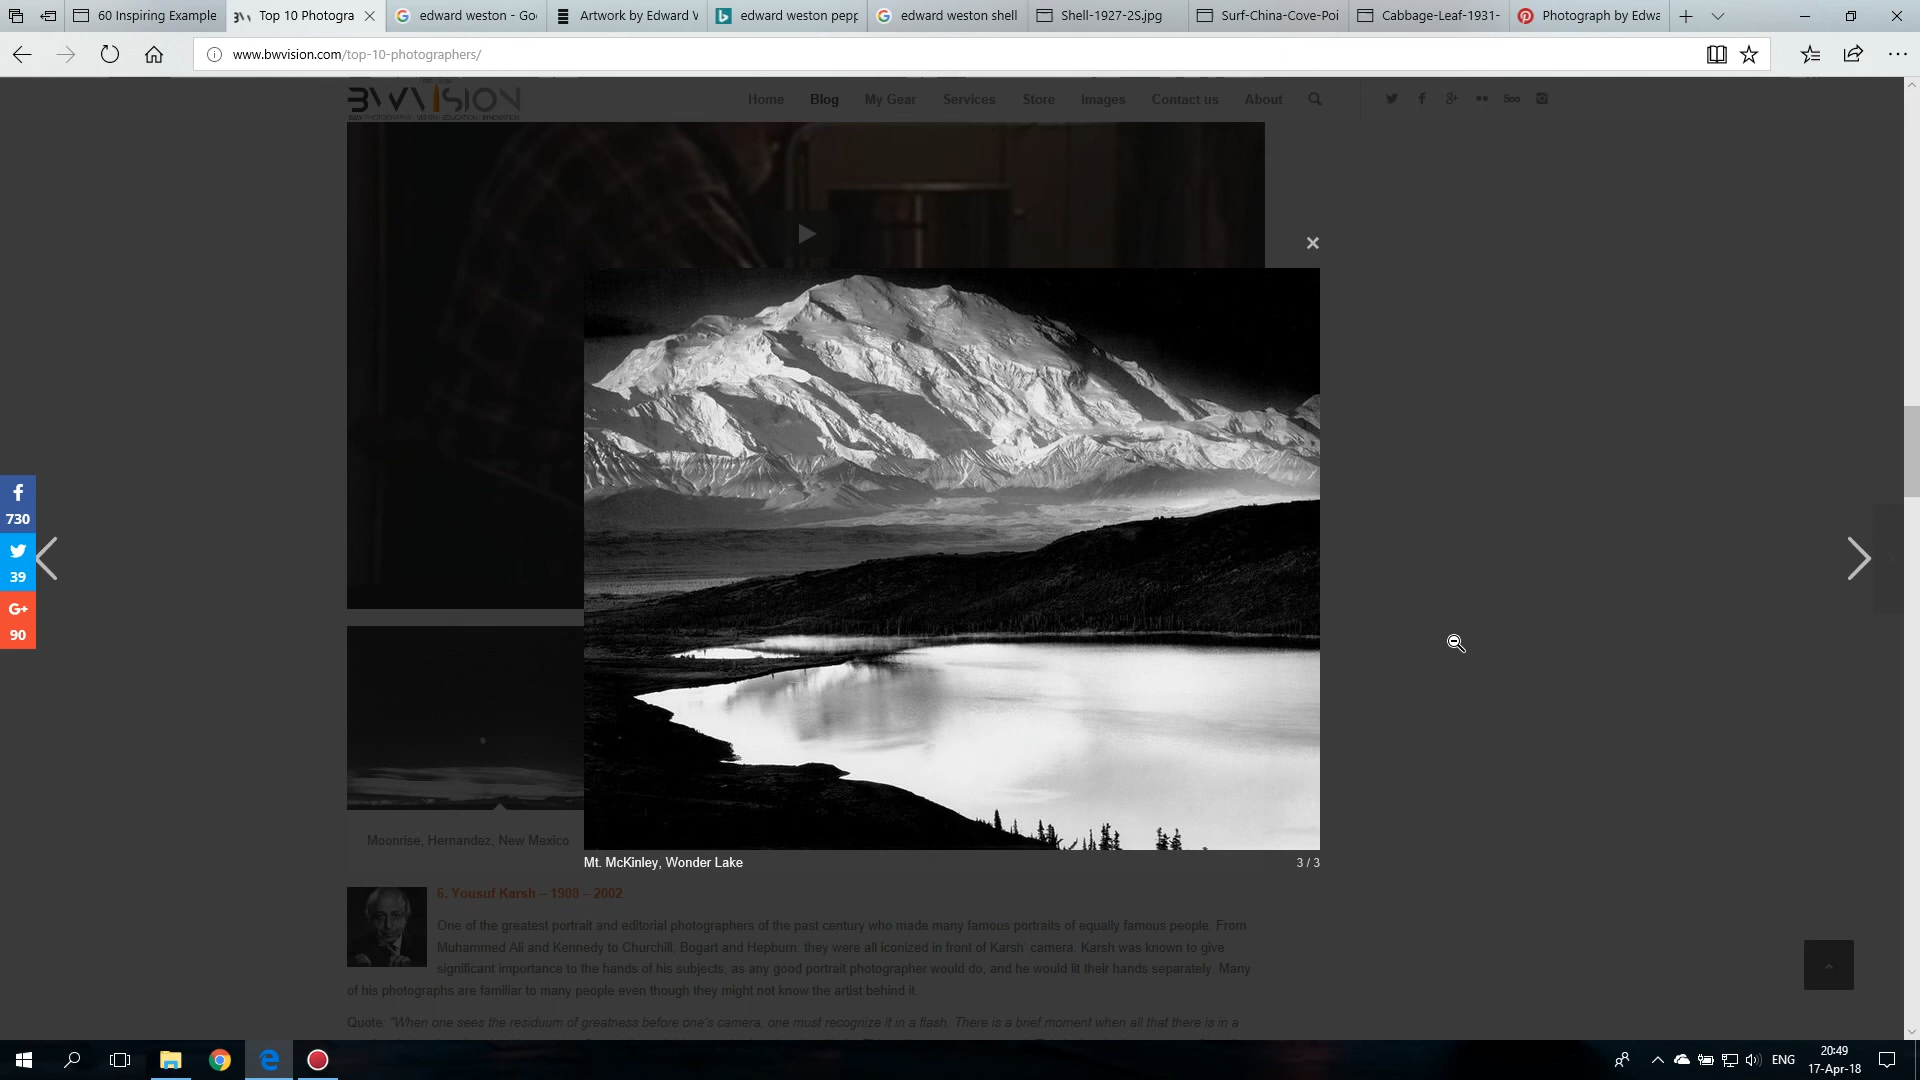 60 Inspiring Example
Top 10 Photogra
edward weston - Go
Artwork by Edward W
edward weston pepp
edward weston shell
Shell-1927-2S.jpg
Surf-China-Cove-Poi
Cabbage-Leaf-1931-
Photograph by Edwa
www.bwvision.com/top-10-photographers/
BWVISION
Home
Blog
My Gear
Services
Store
Images
Contact us
About
500
730
39
G+
90
Moonrise, Hernandez, New Mexico
Mt. McKinley, Wonder Lake
3 / 3
6. Yousuf Karsh – 1908 – 2002
One of the greatest portrait and editorial photographers of the past century who made many famous portraits of equally famous people. From
Muhammed Ali and Kennedy to Churchill, Bogart and Hepburn: they were all iconized in front of Karsh' camera. Karsh was known to give
significant importance to the hands of his subjects, as any good portrait photographer would do, and he would lit their hands separately. Many
of his photographs are familiar to many people even though they might not know the artist behind it.
Quote: "When one sees the residuum of greatness before one's camera, one must recognize it in a flash. There is a brief moment when all that there is in a
ENG
20:49
17-Apr-18